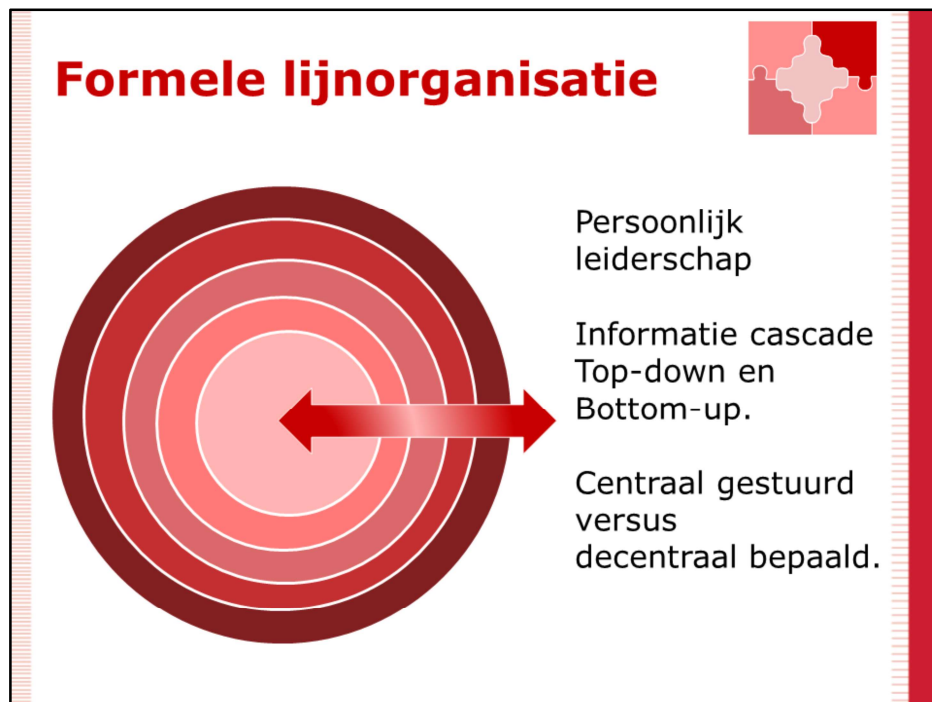 Formele lijnorganisatie
Persoonlijk
leiderschap
Informatie cascade
Top-down en
Bottom-up.
Centraal gestuurd
versus
decentraal bepaald.